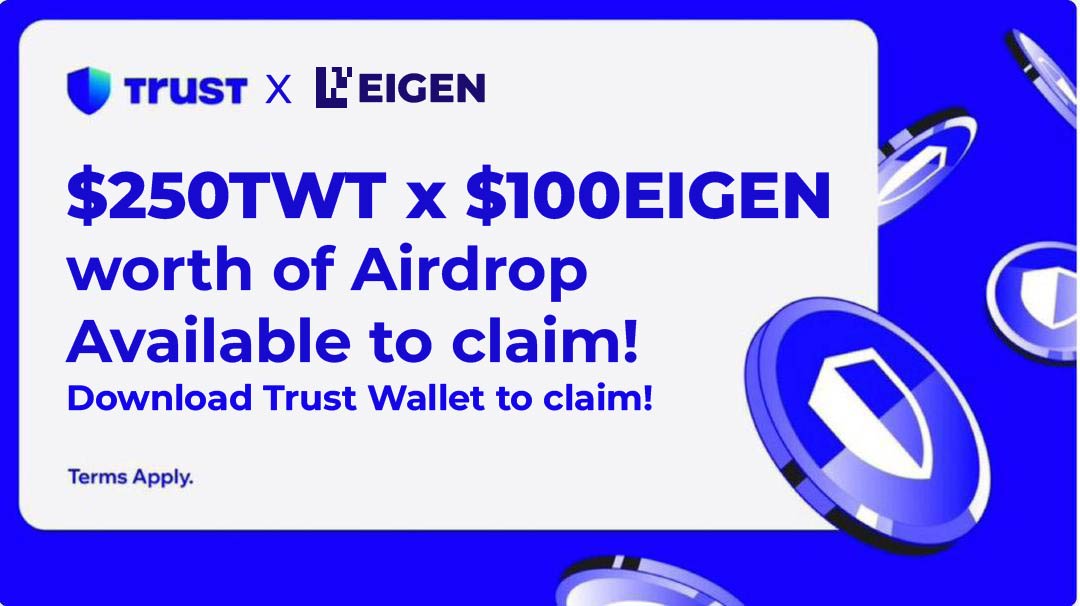 TRUST X EIGEN
$250TWT x $100EIGEN
worth of Airdrop
Available to claim!
Download Trust Wallet to claim!
Terms Apply.